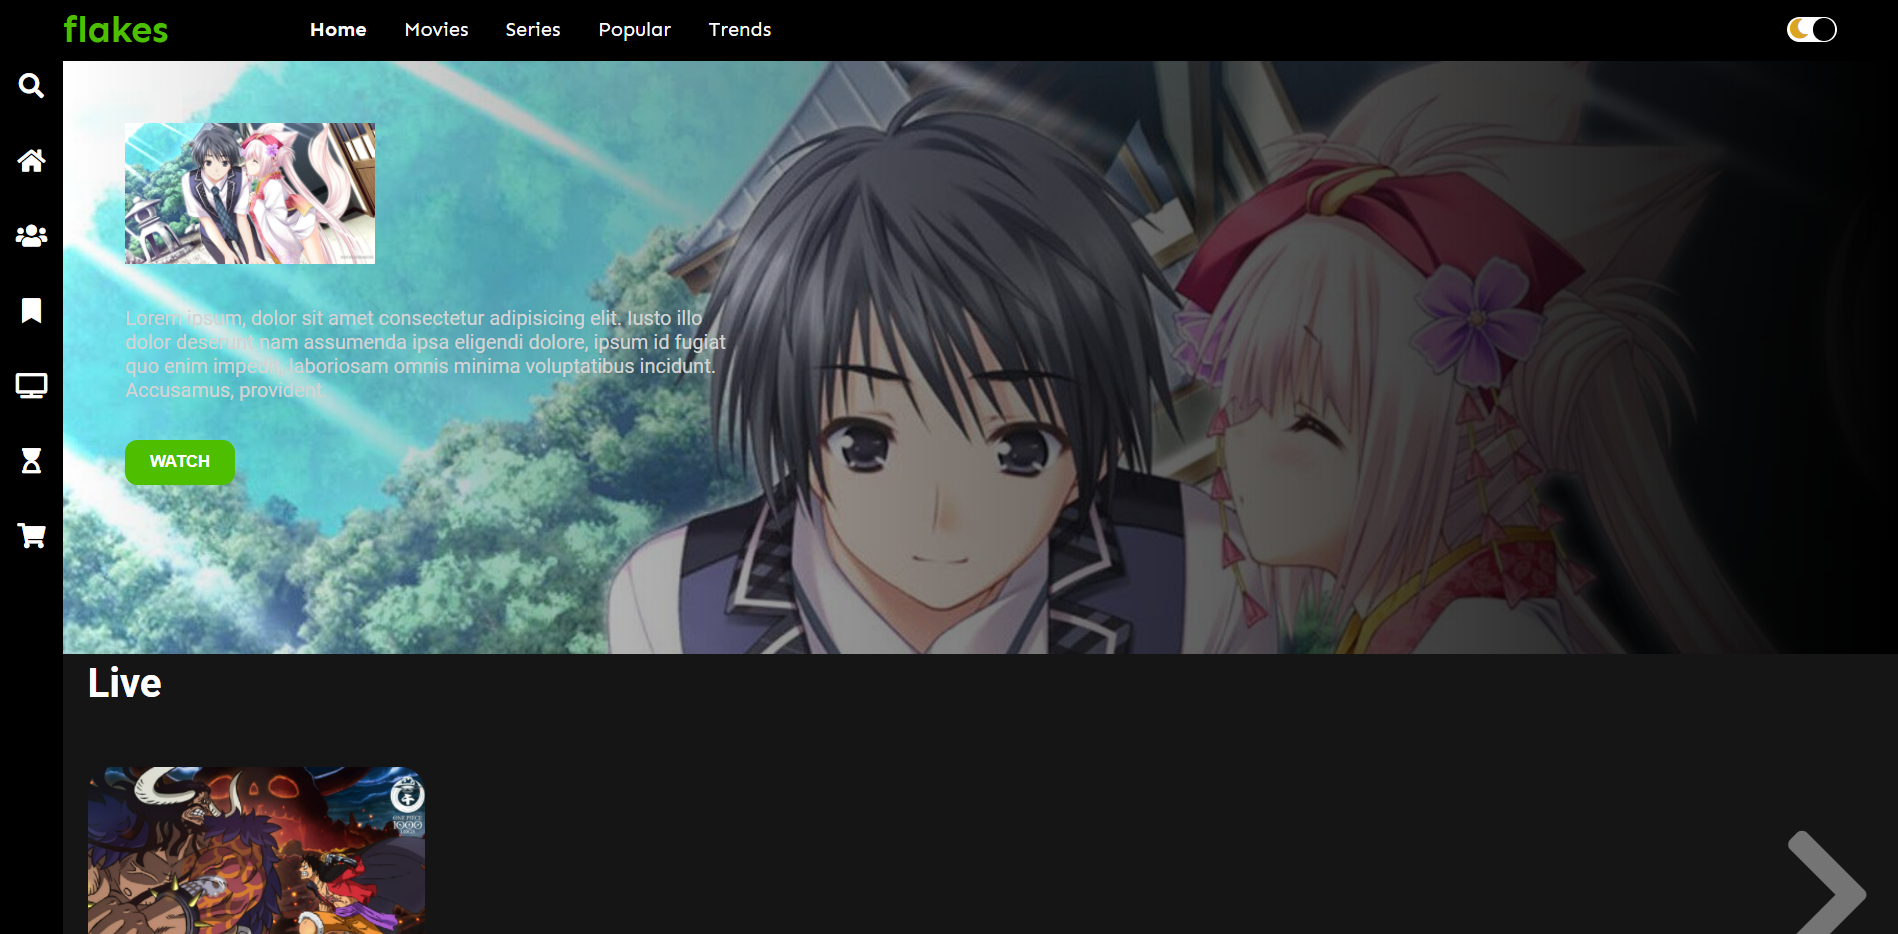 flakes
Home Movies Series Popular Trends
Lorem ipsum, dolor sit amet consectetur adipisicing elit. Iusto illo
dolor deserunt nam assumenda ipsa eligendi dolore, ipsum id fugiat
quo enim impedit, laboriosam omnis minima voluptatibus incidunt.
Accusamus, provident.
WATCH
Live
ONE PIECE
1000
LOGS